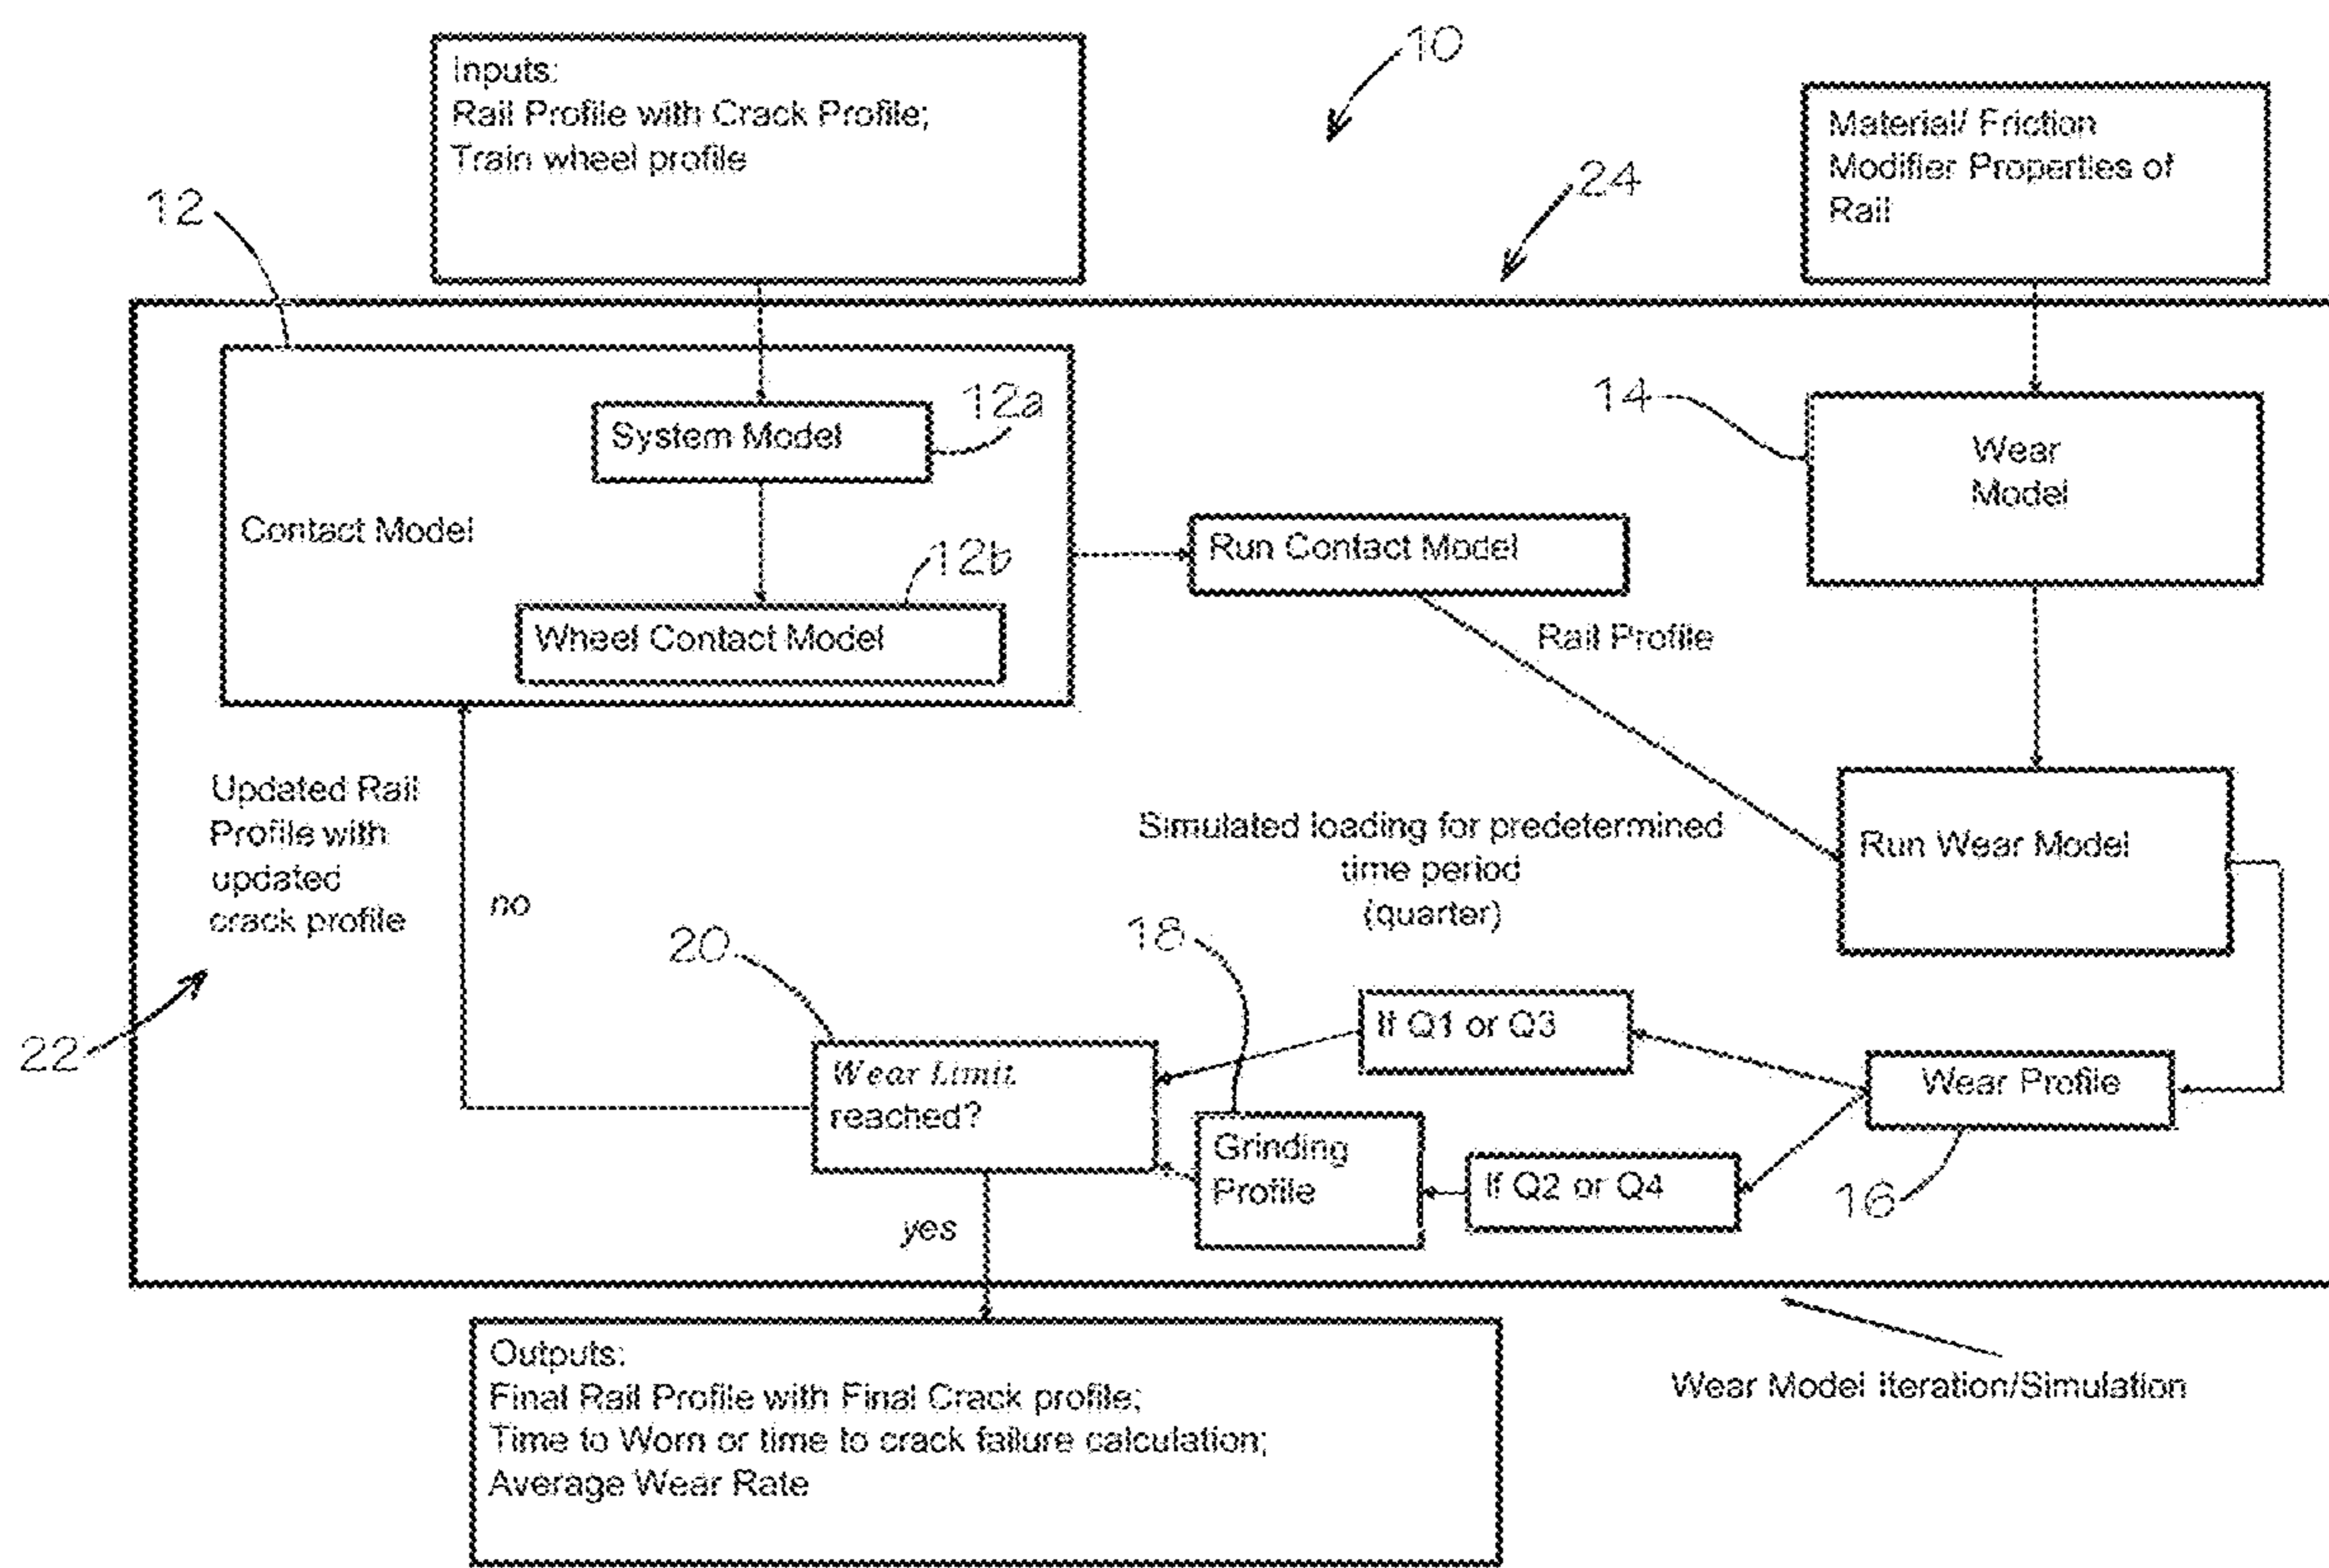 10
Inputs:
Rail Profile with Crack Profile;
Train wheel profile
Material/ Friction
Modifier Properties of
Rail
24
12
12a
System Model
14
Wear
Model
Contact Model
12b
Wheel Contact Model
Run Contact Model
Rail Profile
Updated Rail
Profile with
updated
crack profile
no
Simulated loading for predetermined
time period
(quarter)
Run Wear Model
18
20
22
If Q1 or Q3
Wear Limit
reached?
Wear Profile
Grinding
Profile
If Q2 or Q4
16
yes
Outputs:
Final Rail Profile with Final Crack profile;
Time to Worn or time to crack failure calculation;
Average Wear Rate
Wear Model Iteration/Simulation